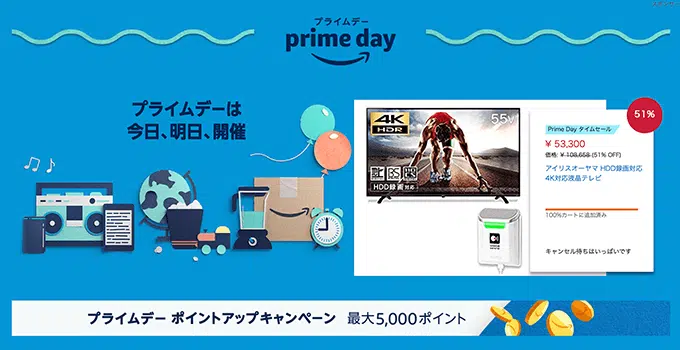 プライムデー
prime day
プライムデーは
今日、明日、開催
51%
4K
HDR
55V
HDD録画対応
Prime Day タイムセール
¥ 53,300
価格: ¥ 108,658 (51% OFF)
アイリスオーヤマ HDD録画対応
4K対応液晶テレビ
100%カートに追加済み
キャンセル待ちはいっぱいです
プライムデー ポイントアップキャンペーン 最大5,000ポイント